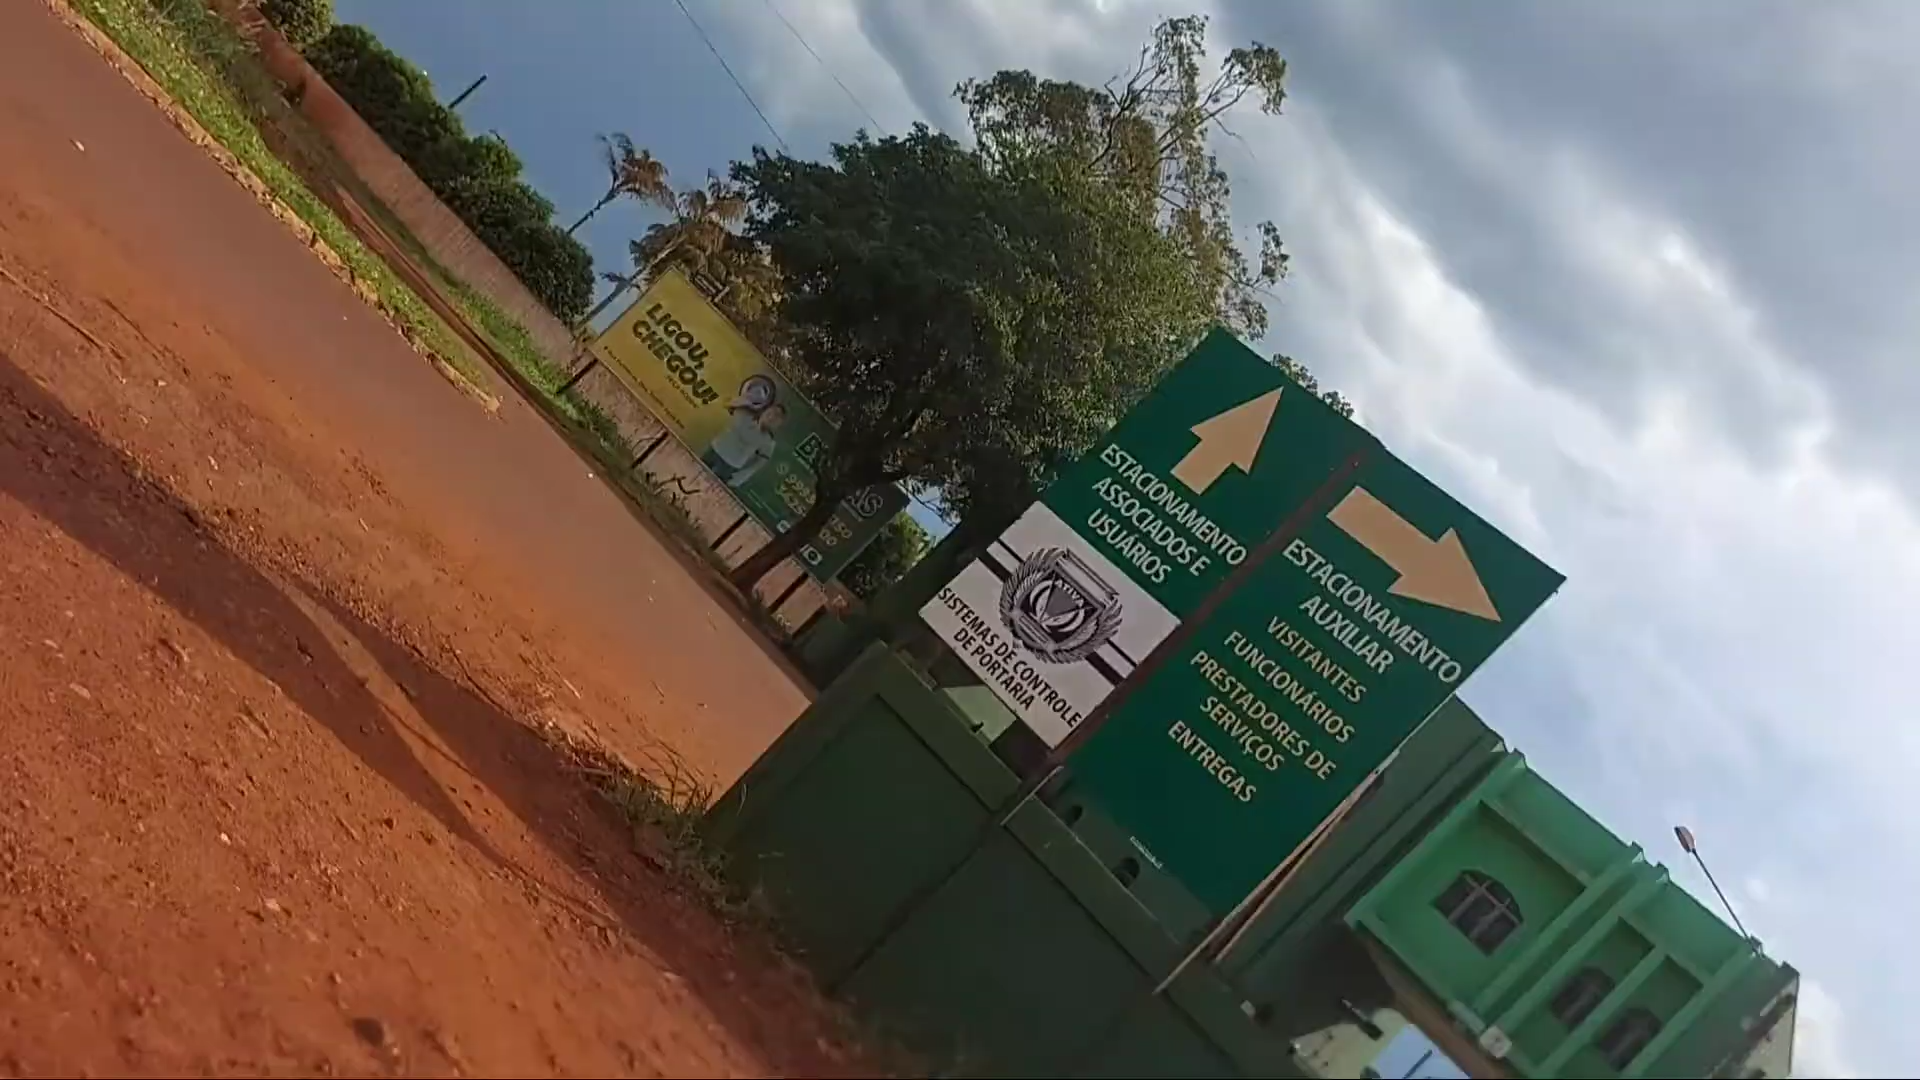 LIGOU,
CHEGOU!
ESTACIONAMENTO
ASSOCIADOS E
USUÁRIOS
SISTEMAS DE CONTROLE
DE PORTARIA
ESTACIONAMENTO
AUXILIAR
VISITANTES
FUNCIONÁRIOS
PRESTADORES DE
SERVIÇOS
ENTREGAS